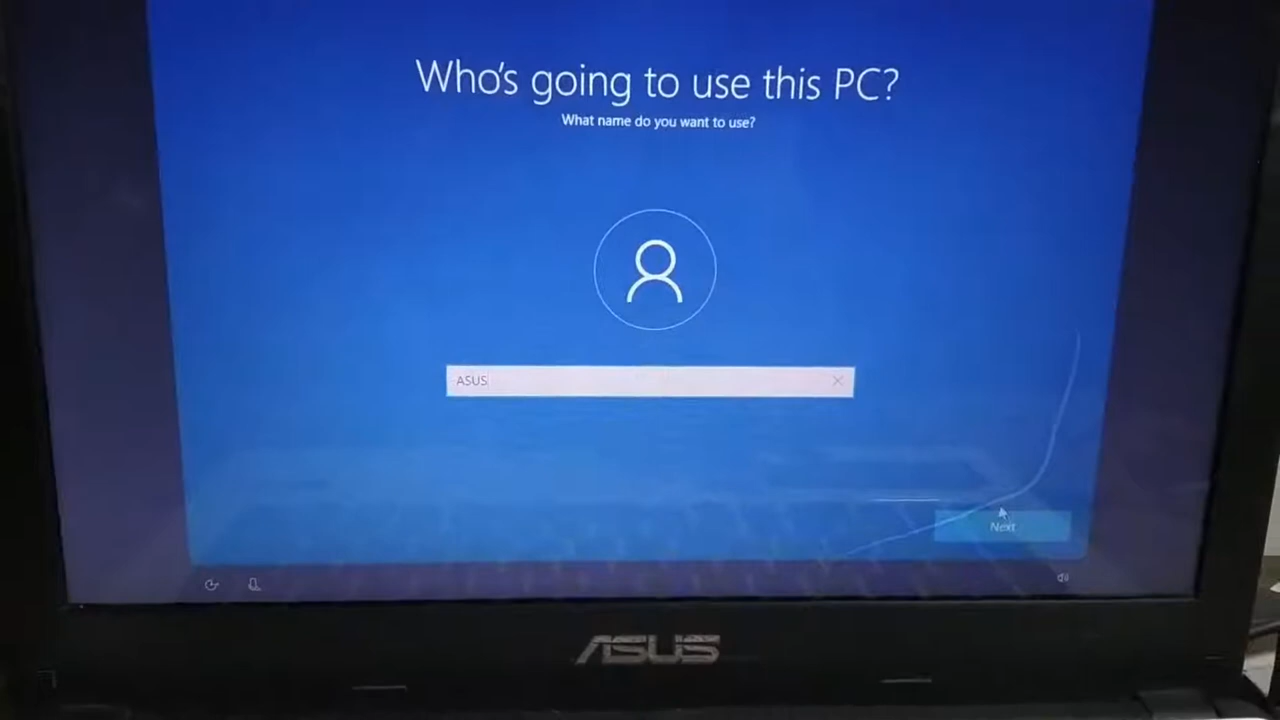 Who's going to use this PC?
What name do you want to use?
ASUS
Next
ASUS